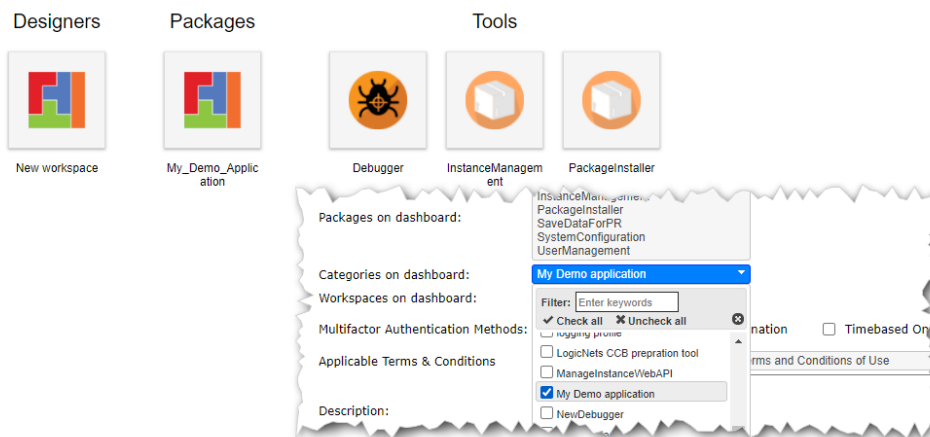 Designers
Packages
Tools
New workspace
My_Demo_Applic
ation
Debugger
InstanceManagem
ent
PackageInstaller
Packages on dashboard:
InstanceManagement
PackageInstaller
SaveDataForPR
SystemConfiguration
UserManagement
Categories on dashboard:
My Demo application
Workspaces on dashboard:
Filter: Enter keywords
Check all Uncheck all
Multifactor Authentication Methods:
nation
Timebased On
logging profile
LogicNets CCB prepration tool
Applicable Terms & Conditions
rms and Conditions of Use
ManageInstanceWebAPI
My Demo application
Description:
NewDebugger